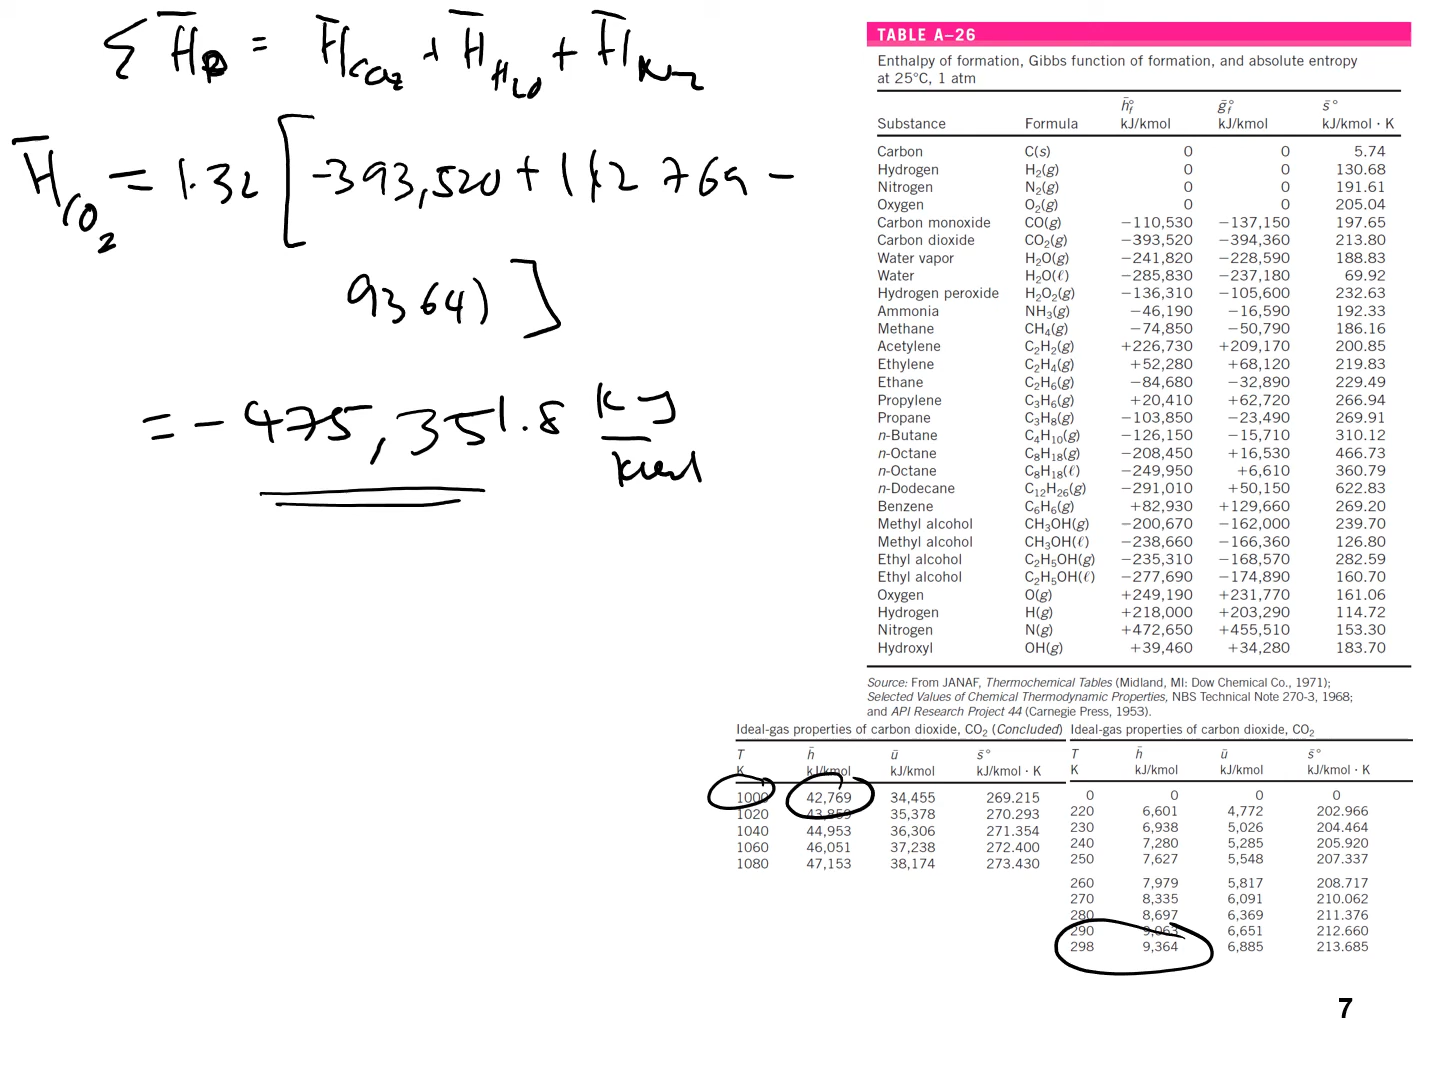 Σ H̅P = H̅CO2 + H̅H2O + H̅N2
H̅CO2 = 1.32 [ -393,520 + (42 769 -
9364) ]
= - 475,351.8 kJ/kmol
TABLE A–26
Enthalpy of formation, Gibbs function of formation, and absolute entropy
at 25°C, 1 atm
h̅f° g̅f° s̅°
Substance Formula kJ/kmol kJ/kmol kJ/kmol · K
Carbon C(s) 0 0 5.74
Hydrogen H2(g) 0 0 130.68
Nitrogen N2(g) 0 0 191.61
Oxygen O2(g) 0 0 205.04
Carbon monoxide CO(g) −110,530 −137,150 197.65
Carbon dioxide CO2(g) −393,520 −394,360 213.80
Water vapor H2O(g) −241,820 −228,590 188.83
Water H2O(ℓ) −285,830 −237,180 69.92
Hydrogen peroxide H2O2(g) −136,310 −105,600 232.63
Ammonia NH3(g) −46,190 −16,590 192.33
Methane CH4(g) −74,850 −50,790 186.16
Acetylene C2H2(g) +226,730 +209,170 200.85
Ethylene C2H4(g) +52,280 +68,120 219.83
Ethane C2H6(g) −84,680 −32,890 229.49
Propylene C3H6(g) +20,410 +62,720 266.94
Propane C3H8(g) −103,850 −23,490 269.91
n-Butane C4H10(g) −126,150 −15,710 310.12
n-Octane C8H18(g) −208,450 +16,530 466.73
n-Octane C8H18(ℓ) −249,950 +6,610 360.79
n-Dodecane C12H26(g) −291,010 +50,150 622.83
Benzene C6H6(g) +82,930 +129,660 269.20
Methyl alcohol CH3OH(g) −200,670 −162,000 239.70
Methyl alcohol CH3OH(ℓ) −238,660 −166,360 126.80
Ethyl alcohol C2H5OH(g) −235,310 −168,570 282.59
Ethyl alcohol C2H5OH(ℓ) −277,690 −174,890 160.70
Oxygen O(g) +249,190 +231,770 161.06
Hydrogen H(g) +218,000 +203,290 114.72
Nitrogen N(g) +472,650 +455,510 153.30
Hydroxyl OH(g) +39,460 +34,280 183.70
Source: From JANAF, Thermochemical Tables (Midland, MI: Dow Chemical Co., 1971);
Selected Values of Chemical Thermodynamic Properties, NBS Technical Note 270-3, 1968;
and API Research Project 44 (Carnegie Press, 1953).
Ideal-gas properties of carbon dioxide, CO2 (Concluded)
T h̅ u̅ s̅°
K kJ/kmol kJ/kmol kJ/kmol · K
1000 42,769 34,455 269.215
1020 43,859 35,378 270.293
1040 44,953 36,306 271.354
1060 46,051 37,238 272.400
1080 47,153 38,174 273.430
Ideal-gas properties of carbon dioxide, CO2
T h̅ u̅ s̅°
K kJ/kmol kJ/kmol kJ/kmol · K
0 0 0 0
220 6,601 4,772 202.966
230 6,938 5,026 204.464
240 7,280 5,285 205.920
250 7,627 5,548 207.337
260 7,979 5,817 208.717
270 8,335 6,091 210.062
280 8,697 6,369 211.376
290 9,063 6,651 212.660
298 9,364 6,885 213.685
7